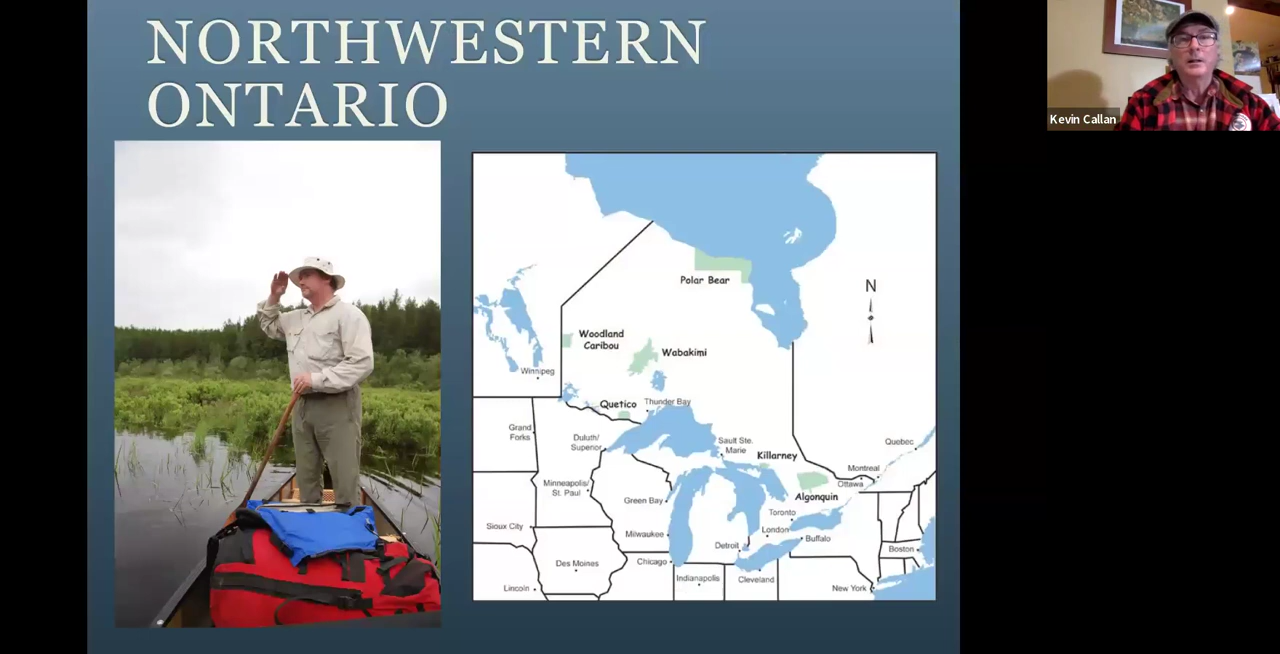 NORTHWESTERN
ONTARIO
Kevin Callan
Polar Bear
N
Woodland
Caribou
Wabakimi
Winnipeg
Quetico
Thunder Bay
Grand
Forks
Duluth/
Superior
Sault Ste.
Marie
Killarney
Quebec
Montreal
Ottawa
Minneapolis/
St. Paul
Algonquin
Green Bay
Toronto
Sioux City
Milwaukee
London
Buffalo
Detroit
Boston
Des Moines
Chicago
Indianapolis
Cleveland
Lincoln
New York